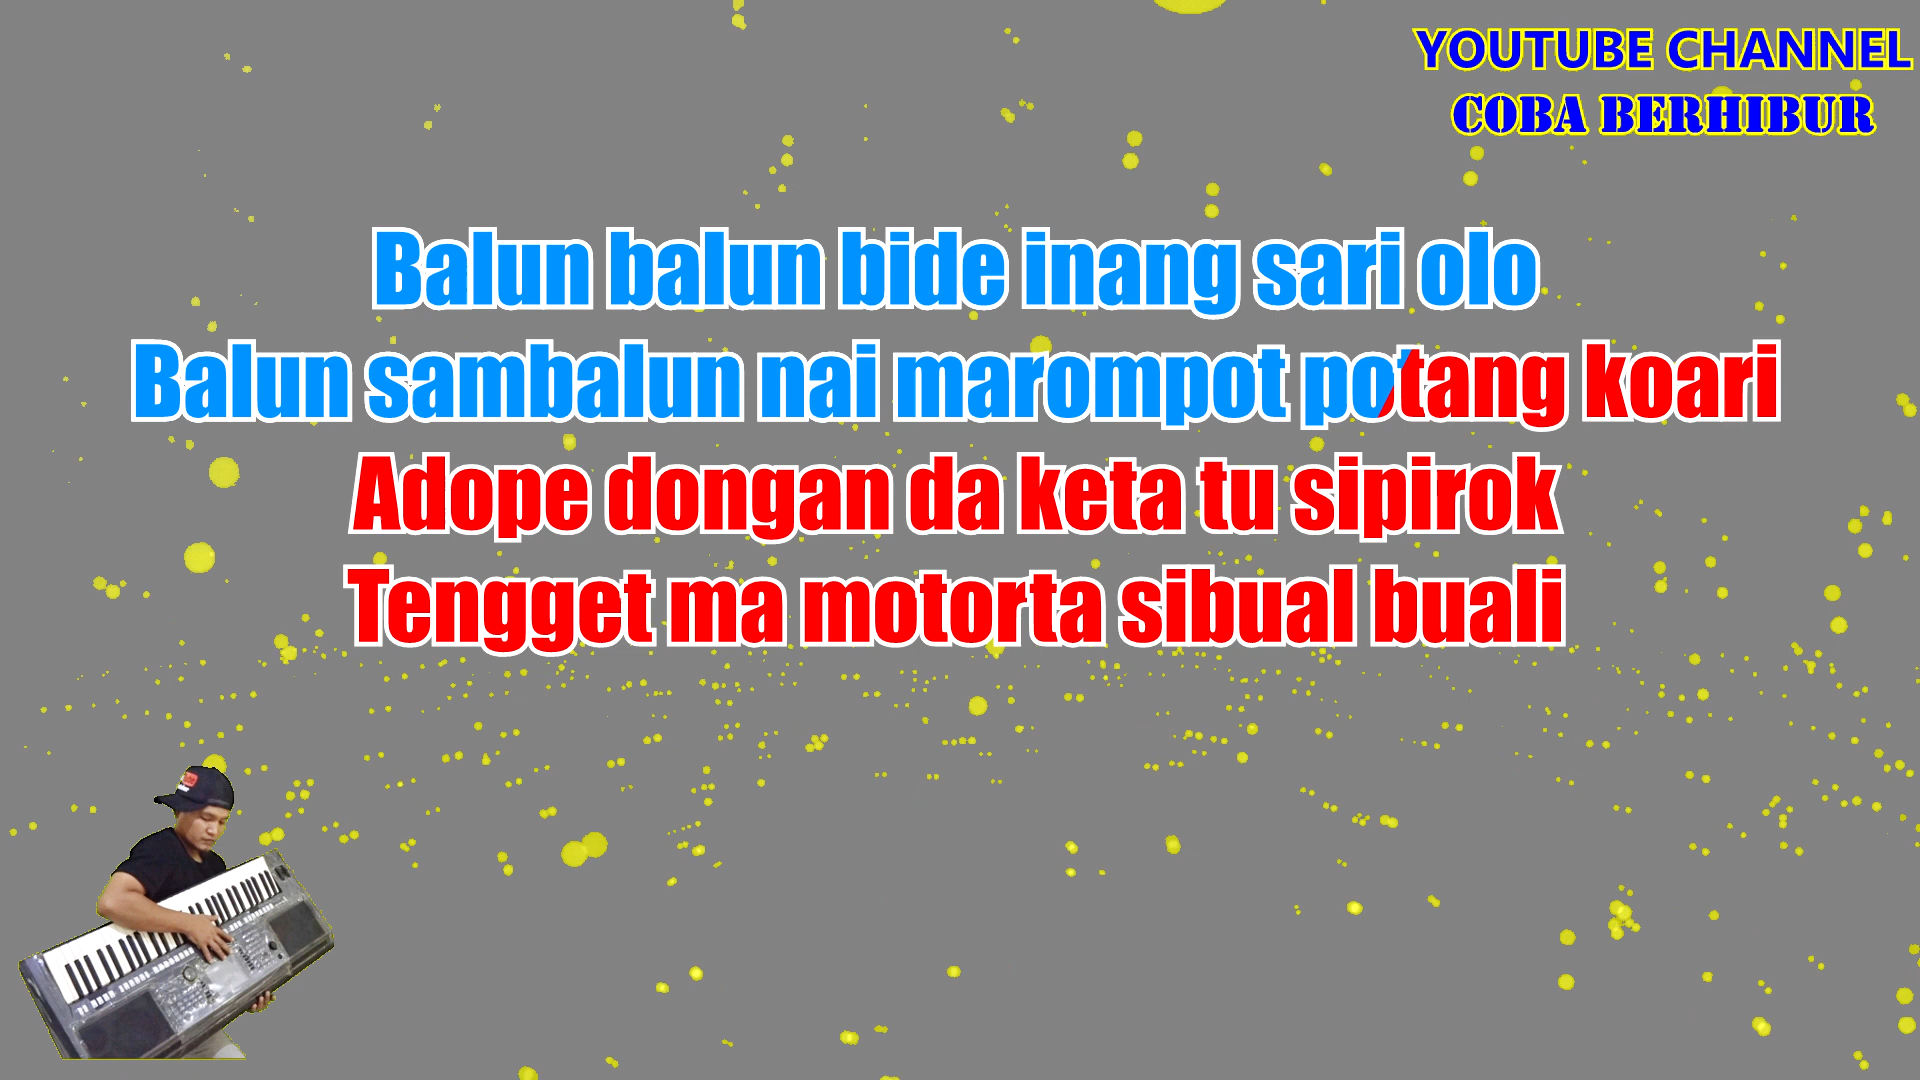 YOUTUBE CHANNEL
COBA BERHIBUR
Balun balun bide inang sari olo
Balun sambalun nai marompot potang koari
Adope dongan da keta tu sipirok
Tengget ma motorta sibual buali